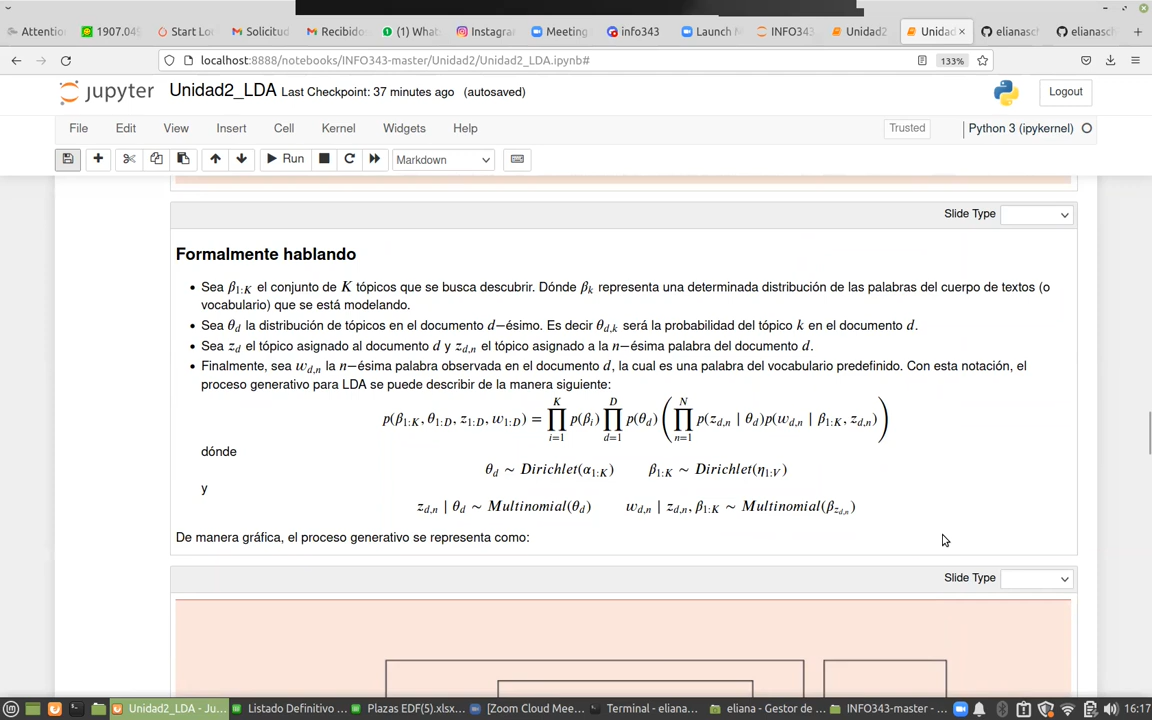 Attentio
1907.045
Start Loc
Solicitud
Recibido
(1) What
Instagram
Meeting
info343
Launch M
INFO343
Unidad2
Unidad
elianasc
elianasc
localhost:8888/notebooks/INFO343-master/Unidad2/Unidad2_LDA.ipynb#
133%
jupyter Unidad2_LDA Last Checkpoint: 37 minutes ago (autosaved)
Logout
File Edit View Insert Cell Kernel Widgets Help
Trusted
Python 3 (ipykernel)
Run
Markdown
Slide Type
Formalmente hablando
• Sea β1:K el conjunto de K tópicos que se busca descubrir. Dónde βk representa una determinada distribución de las palabras del cuerpo de textos (o
vocabulario) que se está modelando.
• Sea θd la distribución de tópicos en el documento d−ésimo. Es decir θd,k será la probabilidad del tópico k en el documento d.
• Sea zd el tópico asignado al documento d y zd,n el tópico asignado a la n−ésima palabra del documento d.
• Finalmente, sea wd,n la n−ésima palabra observada en el documento d, la cual es una palabra del vocabulario predefinido. Con esta notación, el
proceso generativo para LDA se puede describir de la manera siguiente:
p(β1:K, θ1:D, z1:D, w1:D) = ∏_{i=1}^{K} p(βi) ∏_{d=1}^{D} p(θd) ( ∏_{n=1}^{N} p(zd,n | θd)p(wd,n | β1:K, zd,n) )
dónde
θd ∼ Dirichlet(α1:K) β1:K ∼ Dirichlet(η1:V)
y
zd,n | θd ∼ Multinomial(θd) wd,n | zd,n, β1:K ∼ Multinomial(βzd,n)
De manera gráfica, el proceso generativo se representa como:
Slide Type
Unidad2_LDA - Ju...
Listado Definitivo ...
Plazas EDF(5).xlsx...
[Zoom Meeting ...
Terminal - eliana...
eliana - Gestor de ...
INFO343-master - ...
16:17